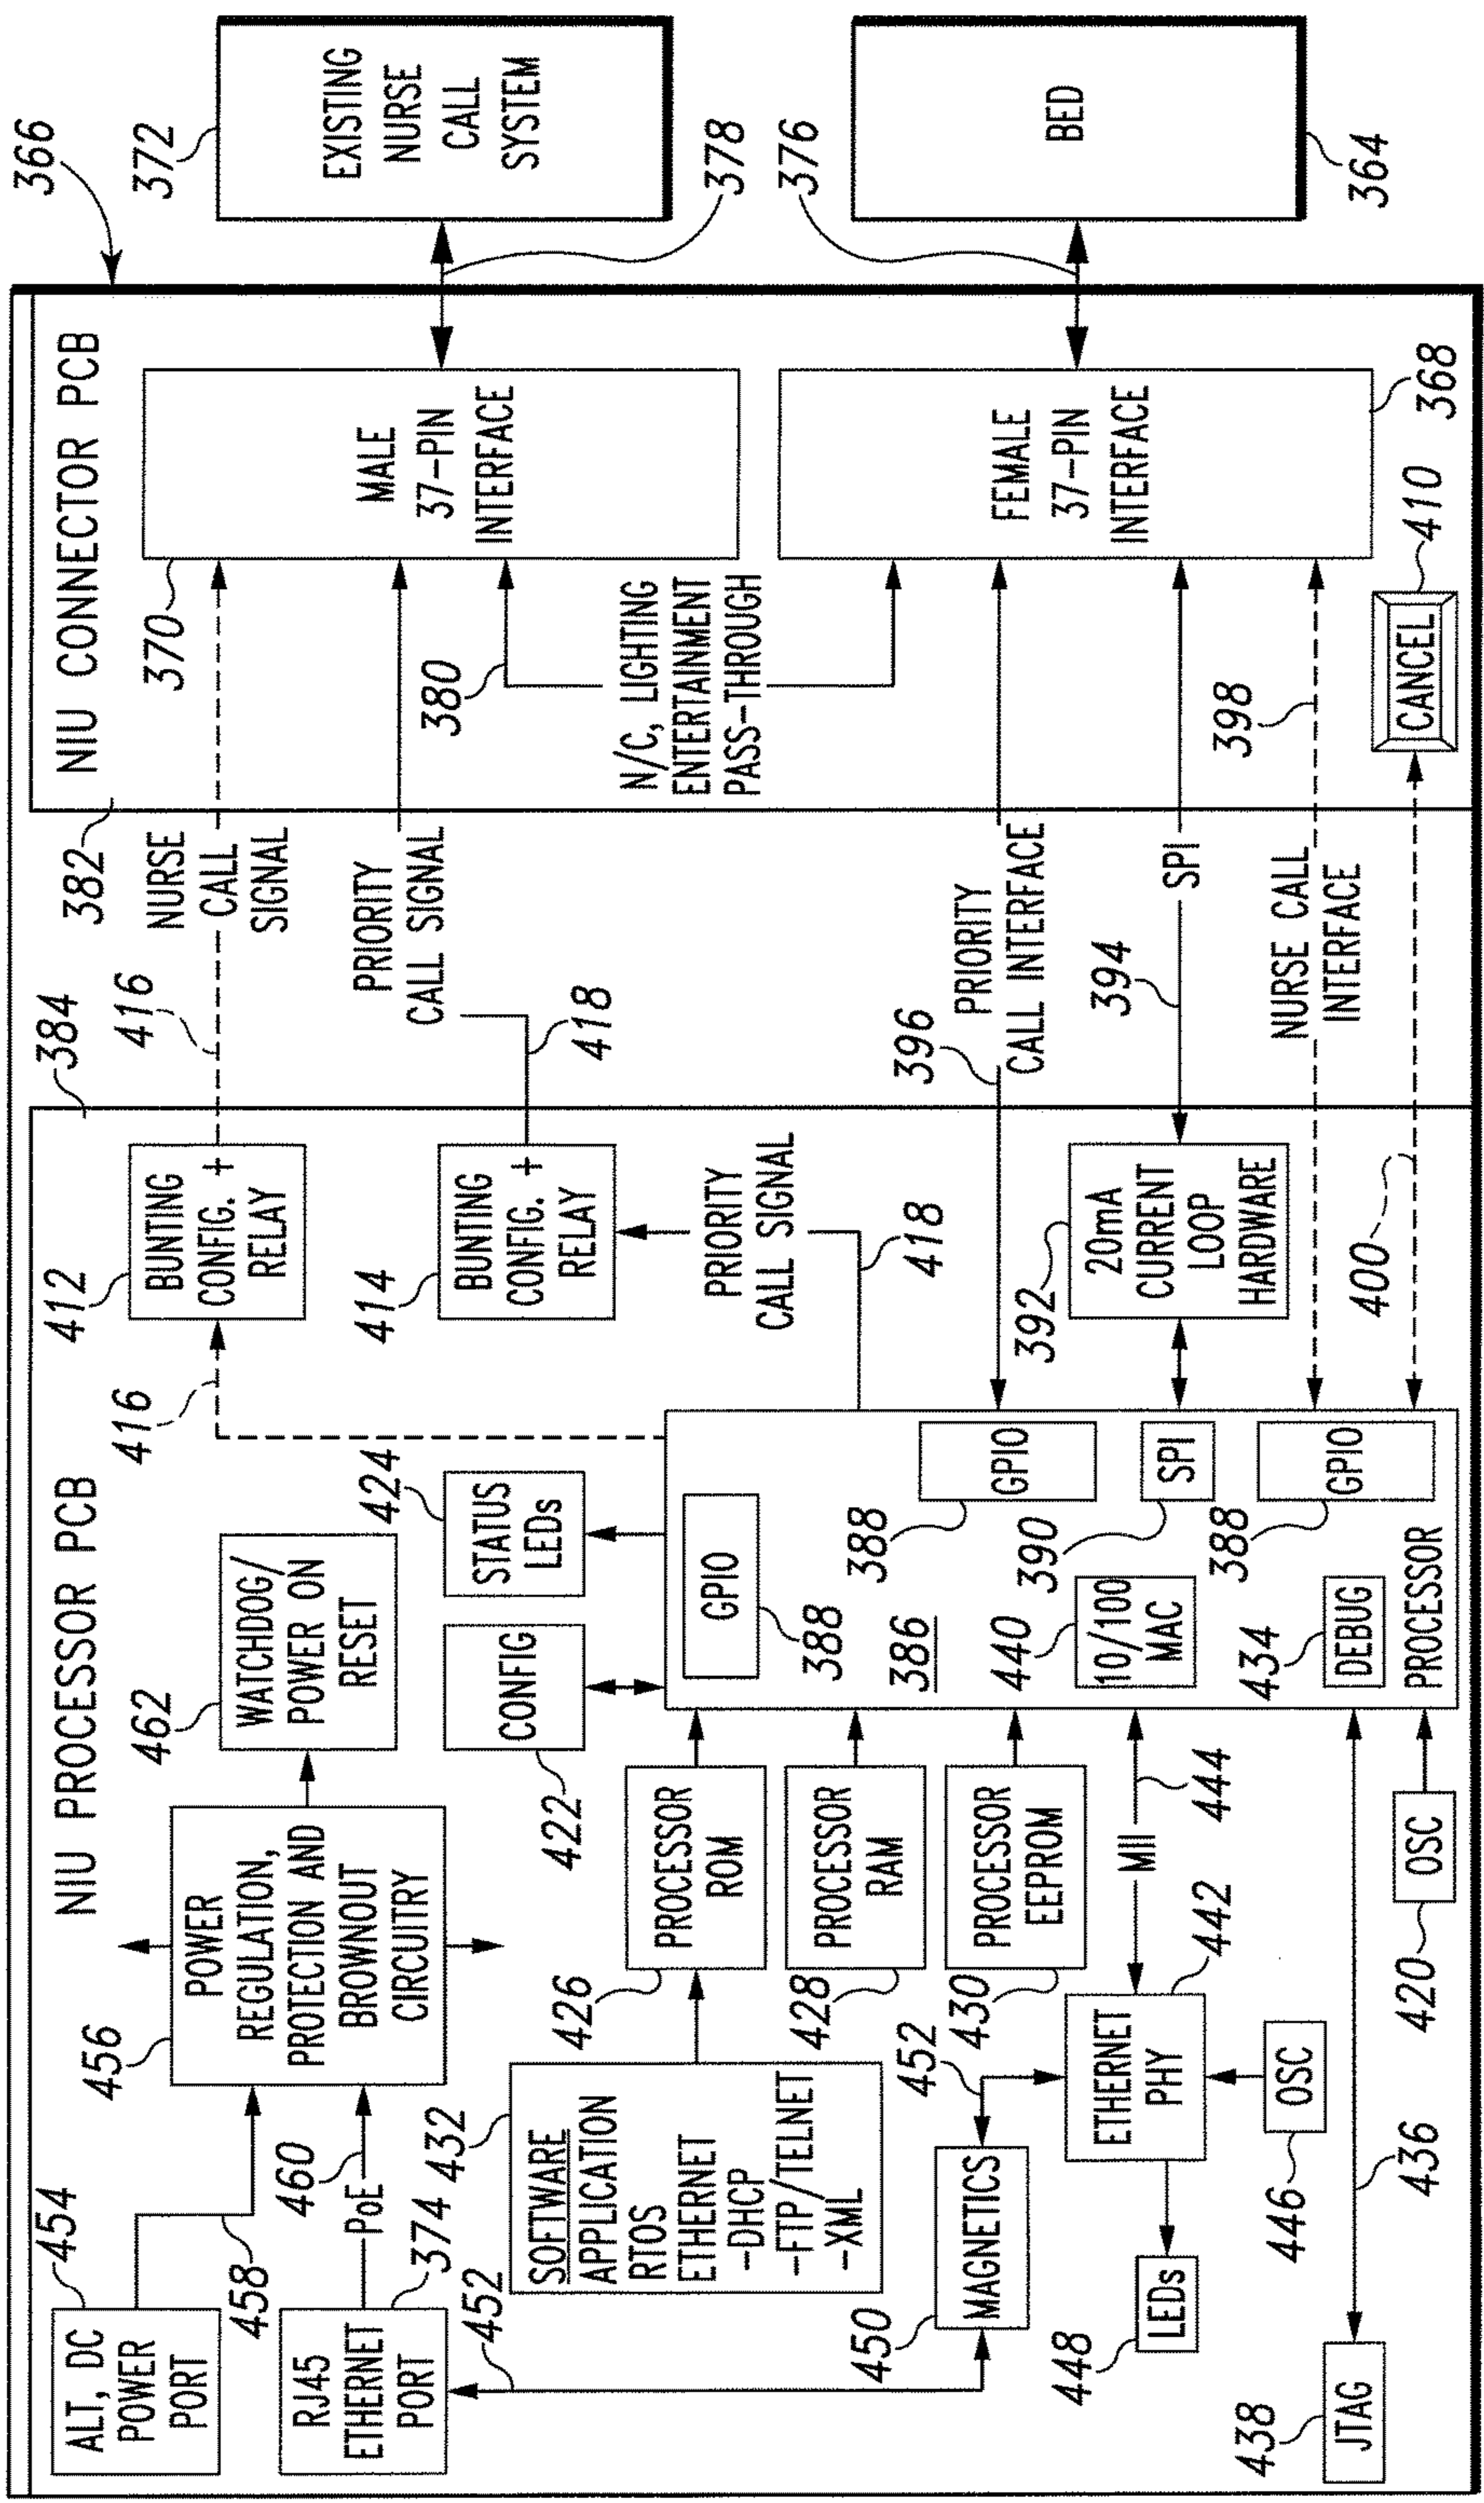 NIU PROCESSOR PCB
384
382
NIU CONNECTOR PCB
366
454
ALT, DC
POWER
PORT
458
RJ45
ETHERNET
PORT
374
PoE
460
452
456
POWER
REGULATION,
PROTECTION AND
BROWNOUT
CIRCUITRY
462
WATCHDOG/
POWER ON
RESET
416
412
BUNTING
CONFIG. +
RELAY
416
NURSE
CALL
SIGNAL
370
MALE
37-PIN
INTERFACE
372
EXISTING
NURSE
CALL
SYSTEM
378
414
BUNTING
CONFIG. +
RELAY
418
PRIORITY
CALL SIGNAL
380
N/C, LIGHTING
ENTERTAINMENT
PASS-THROUGH
432
SOFTWARE
APPLICATION
RTOS
ETHERNET
-DHCP
-FTP/TELNET
-XML
422
CONFIG
424
STATUS
LEDs
426
PROCESSOR
ROM
428
PROCESSOR
RAM
430
PROCESSOR
EEPROM
GPIO
388
386
388
GPIO
390
SPI
388
GPIO
440
10/100
MAC
434
DEBUG
PROCESSOR
PRIORITY
CALL SIGNAL
418
396
PRIORITY
CALL INTERFACE
392
20mA
CURRENT
LOOP
HARDWARE
394
SPI
NURSE CALL
INTERFACE
398
400
FEMALE
37-PIN
INTERFACE
368
CANCEL
410
376
BED
364
450
MAGNETICS
452
ETHERNET
PHY
442
MII
444
448
LEDs
446
OSC
438
JTAG
436
420
OSC